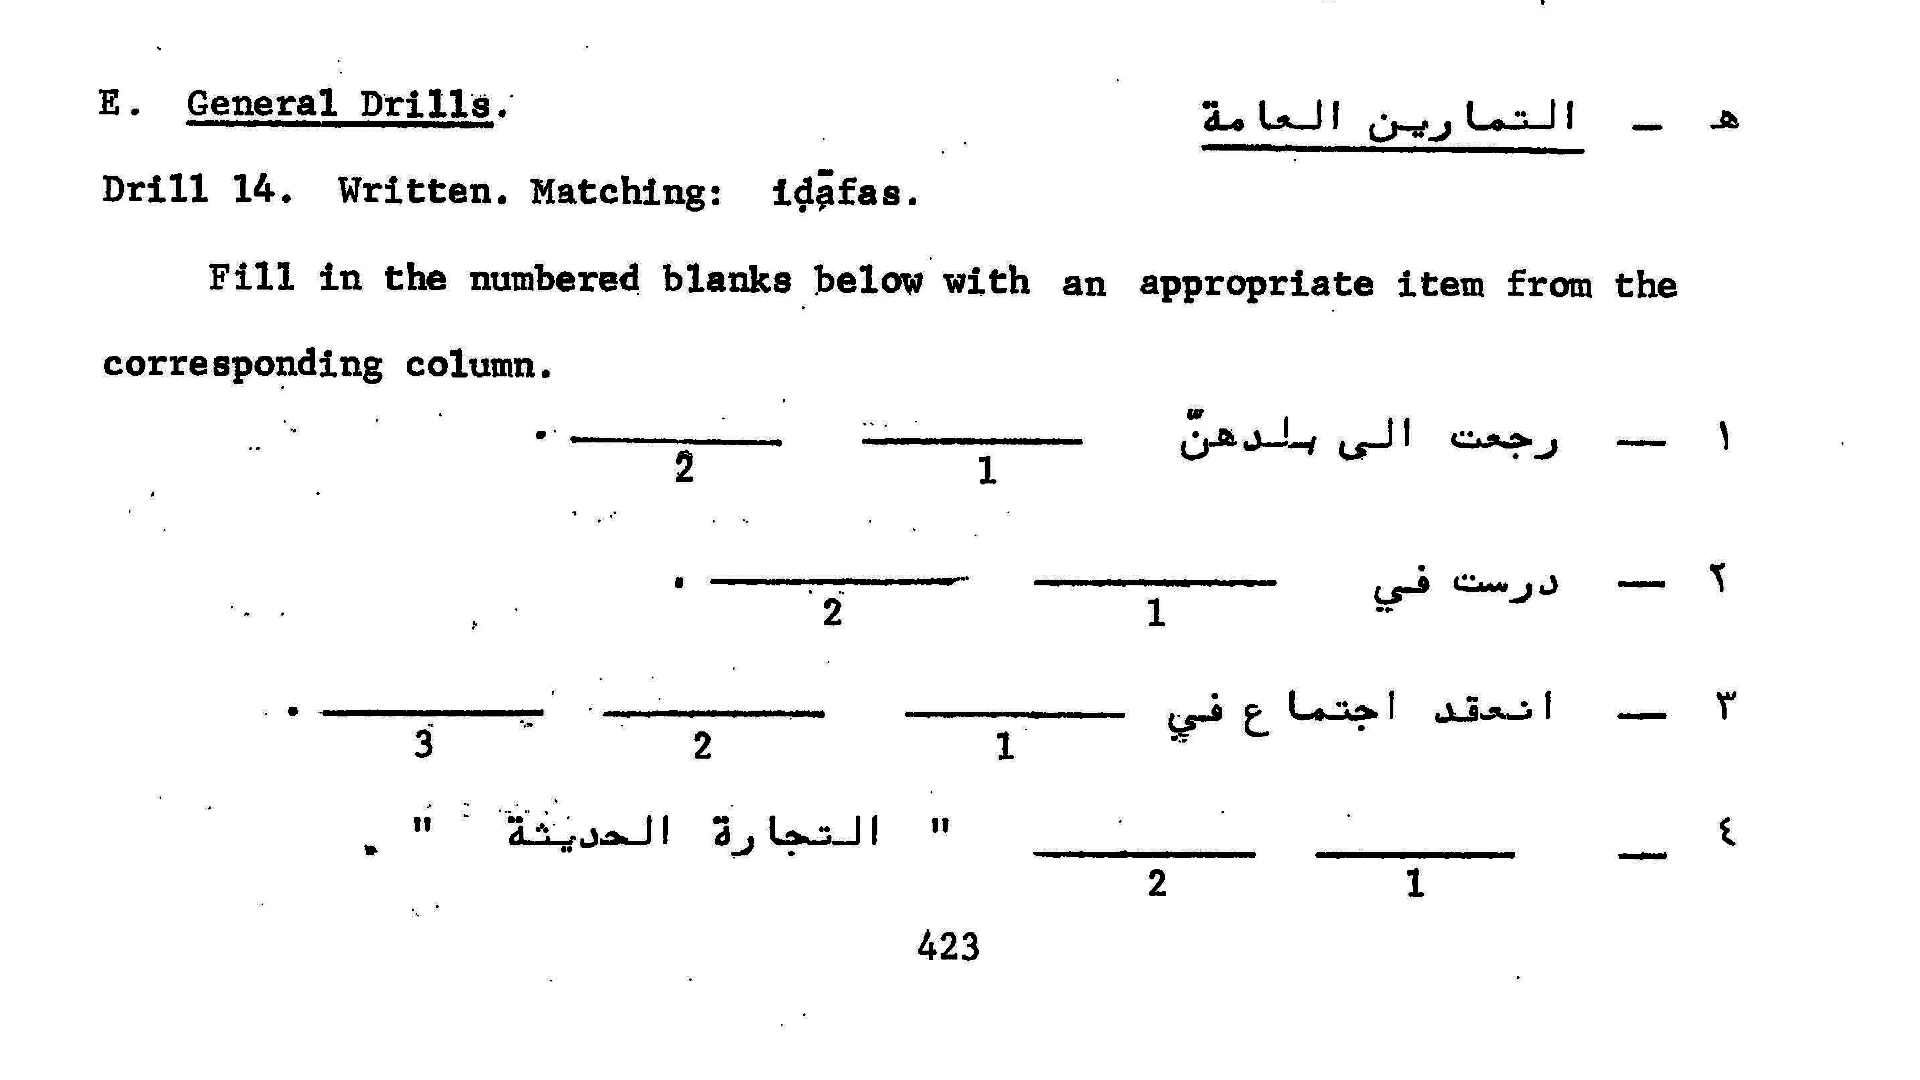 E. General Drills. ه – التمارين العامة
Drill 14. Written. Matching: iḍāfas.
Fill in the numbered blanks below with an appropriate item from the
corresponding column.
١ — رجعت الى بلدهنّ ______ ______ .
1 2
٢ — درست في ______ ______ .
1 2
٣ — انعقد اجتماع في ______ ______ ______ .
1 2 3
٤ — ______ ______ " التجارة الحديثة " .
1 2
423